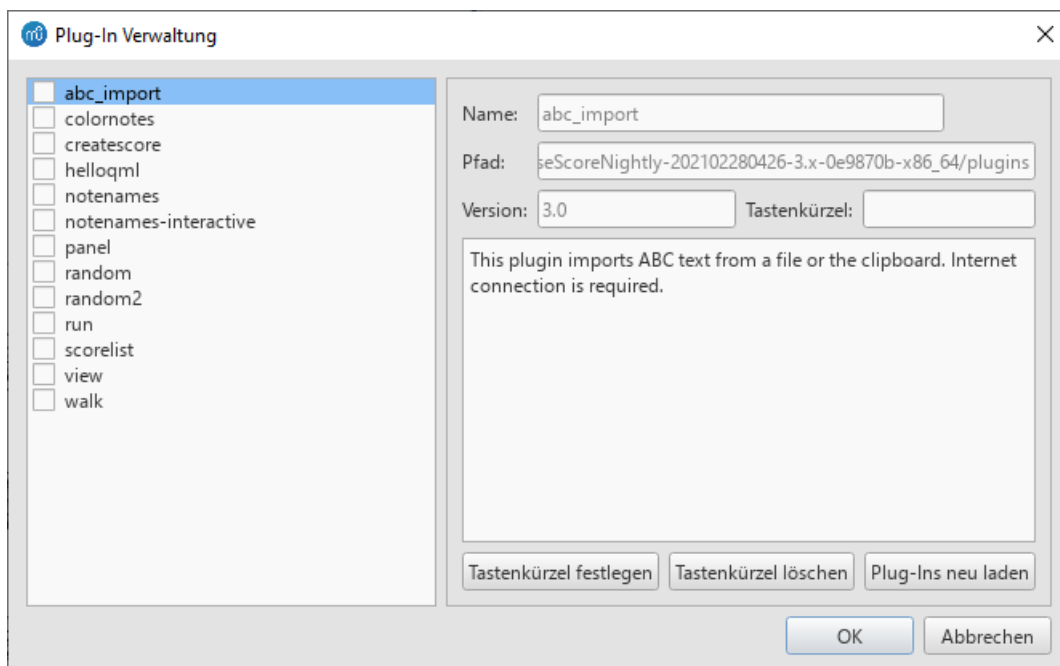 Plug-In Verwaltung
abc_import
colornotes
createscore
helloqml
notenames
notenames-interactive
panel
random
random2
run
scorelist
view
walk
Name: abc_import
Pfad: seScoreNightly-202102280426-3.x-0e9870b-x86_64/plugins
Version: 3.0 Tastenkürzel:
This plugin imports ABC text from a file or the clipboard. Internet
connection is required.
Tastenkürzel festlegen Tastenkürzel löschen Plug-Ins neu laden
OK Abbrechen